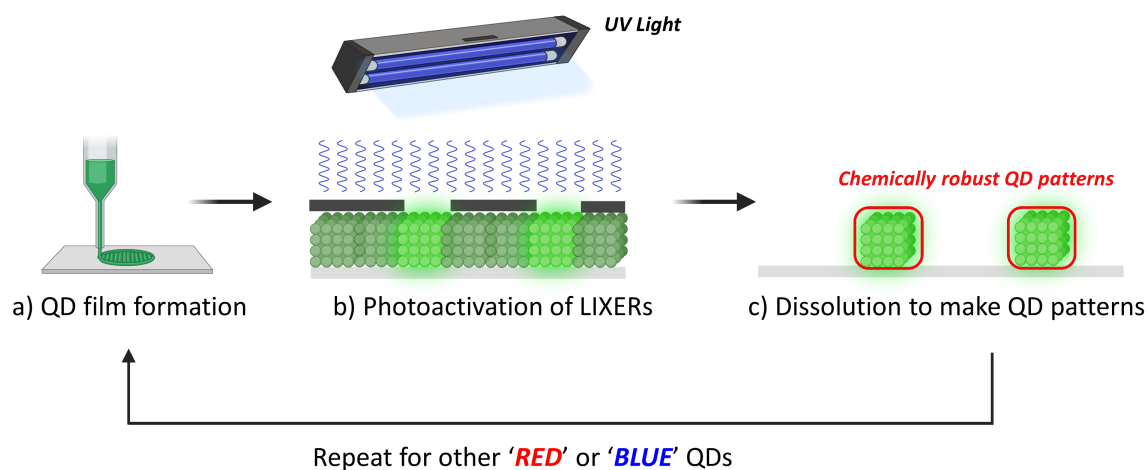 UV Light
Chemically robust QD patterns
a) QD film formation
b) Photoactivation of LIXERs
c) Dissolution to make QD patterns
Repeat for other ‘RED’ or ‘BLUE’ QDs